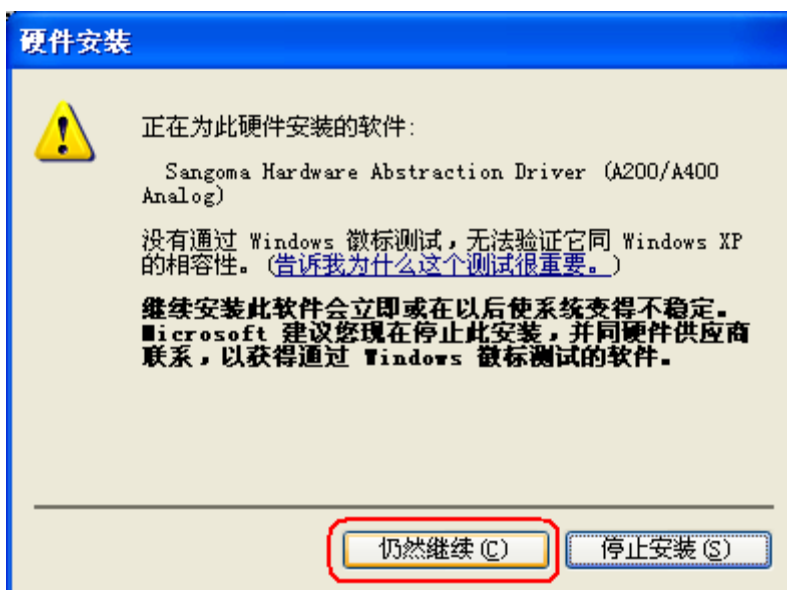 硬件安装
正在为此硬件安装的软件:
Sangoma Hardware Abstraction Driver (A200/A400
Analog)
没有通过 Windows 徽标测试，无法验证它同 Windows XP
的相容性。(告诉我为什么这个测试很重要。)
继续安装此软件会立即或在以后使系统变得不稳定。
Microsoft 建议您现在停止此安装，并同硬件供应商
联系，以获得通过 Windows 徽标测试的软件。
仍然继续(C) 停止安装(S)